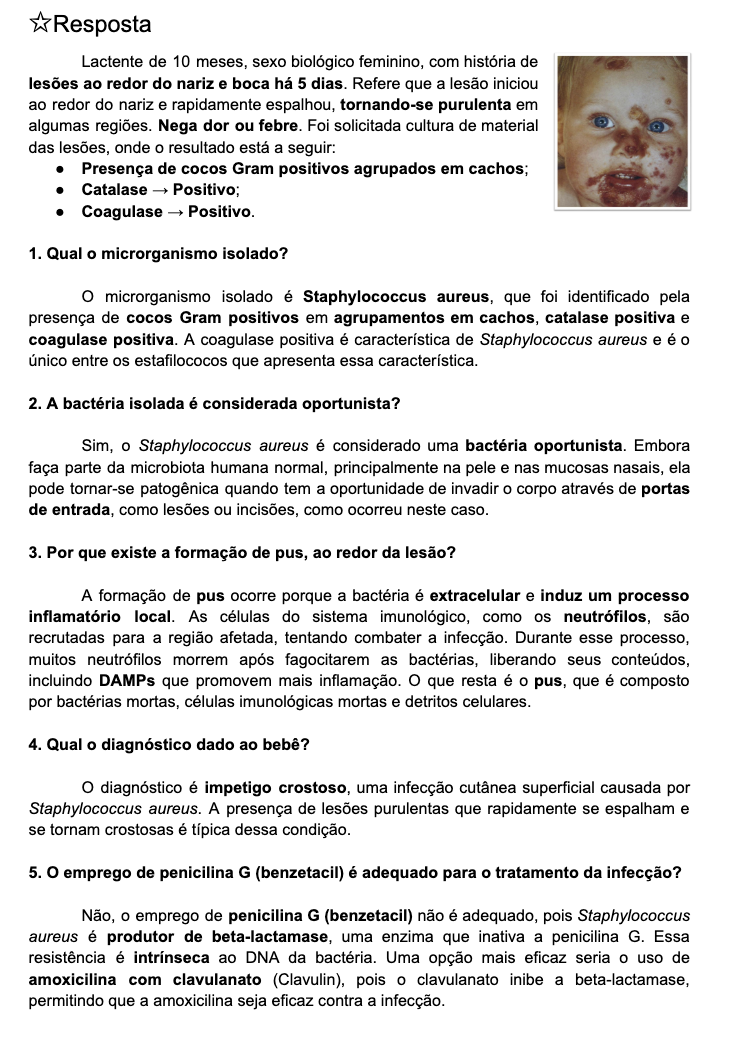 ☆Resposta
Lactente de 10 meses, sexo biológico feminino, com história de
lesões ao redor do nariz e boca há 5 dias. Refere que a lesão iniciou
ao redor do nariz e rapidamente espalhou, tornando-se purulenta em
algumas regiões. Nega dor ou febre. Foi solicitada cultura de material
das lesões, onde o resultado está a seguir:
● Presença de cocos Gram positivos agrupados em cachos;
● Catalase → Positivo;
● Coagulase → Positivo.
1. Qual o microrganismo isolado?
O microrganismo isolado é Staphylococcus aureus, que foi identificado pela
presença de cocos Gram positivos em agrupamentos em cachos, catalase positiva e
coagulase positiva. A coagulase positiva é característica de Staphylococcus aureus e é o
único entre os estafilococos que apresenta essa característica.
2. A bactéria isolada é considerada oportunista?
Sim, o Staphylococcus aureus é considerado uma bactéria oportunista. Embora
faça parte da microbiota humana normal, principalmente na pele e nas mucosas nasais, ela
pode tornar-se patogênica quando tem a oportunidade de invadir o corpo através de portas
de entrada, como lesões ou incisões, como ocorreu neste caso.
3. Por que existe a formação de pus, ao redor da lesão?
A formação de pus ocorre porque a bactéria é extracelular e induz um processo
inflamatório local. As células do sistema imunológico, como os neutrófilos, são
recrutadas para a região afetada, tentando combater a infecção. Durante esse processo,
muitos neutrófilos morrem após fagocitarem as bactérias, liberando seus conteúdos,
incluindo DAMPs que promovem mais inflamação. O que resta é o pus, que é composto
por bactérias mortas, células imunológicas mortas e detritos celulares.
4. Qual o diagnóstico dado ao bebê?
O diagnóstico é impetigo crostoso, uma infecção cutânea superficial causada por
Staphylococcus aureus. A presença de lesões purulentas que rapidamente se espalham e
se tornam crostosas é típica dessa condição.
5. O emprego de penicilina G (benzetacil) é adequado para o tratamento da infecção?
Não, o emprego de penicilina G (benzetacil) não é adequado, pois Staphylococcus
aureus é produtor de beta-lactamase, uma enzima que inativa a penicilina G. Essa
resistência é intrínseca ao DNA da bactéria. Uma opção mais eficaz seria o uso de
amoxicilina com clavulanato (Clavulin), pois o clavulanato inibe a beta-lactamase,
permitindo que a amoxicilina seja eficaz contra a infecção.